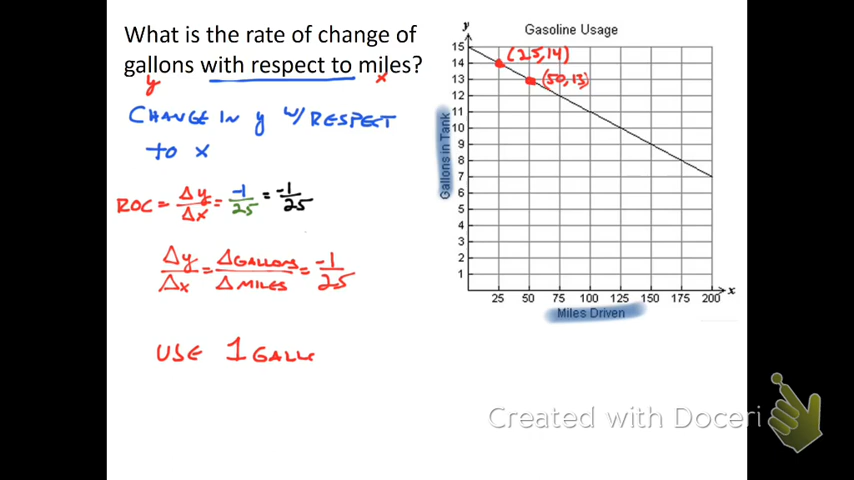 What is the rate of change of
gallons with respect to miles?
y x
CHANGE IN y W/ RESPECT
to x
ROC = Δy/Δx = -1/25 = -1/25
Δy/Δx = ΔGALLONS/ΔMILES = -1/25
USE 1 GALL
y
Gasoline Usage
(25,14)
(50,13)
Gallons in Tank
15
14
13
12
11
10
9
8
7
6
5
4
3
2
1
25 50 75 100 125 150 175 200 x
Miles Driven
Created with Doceri